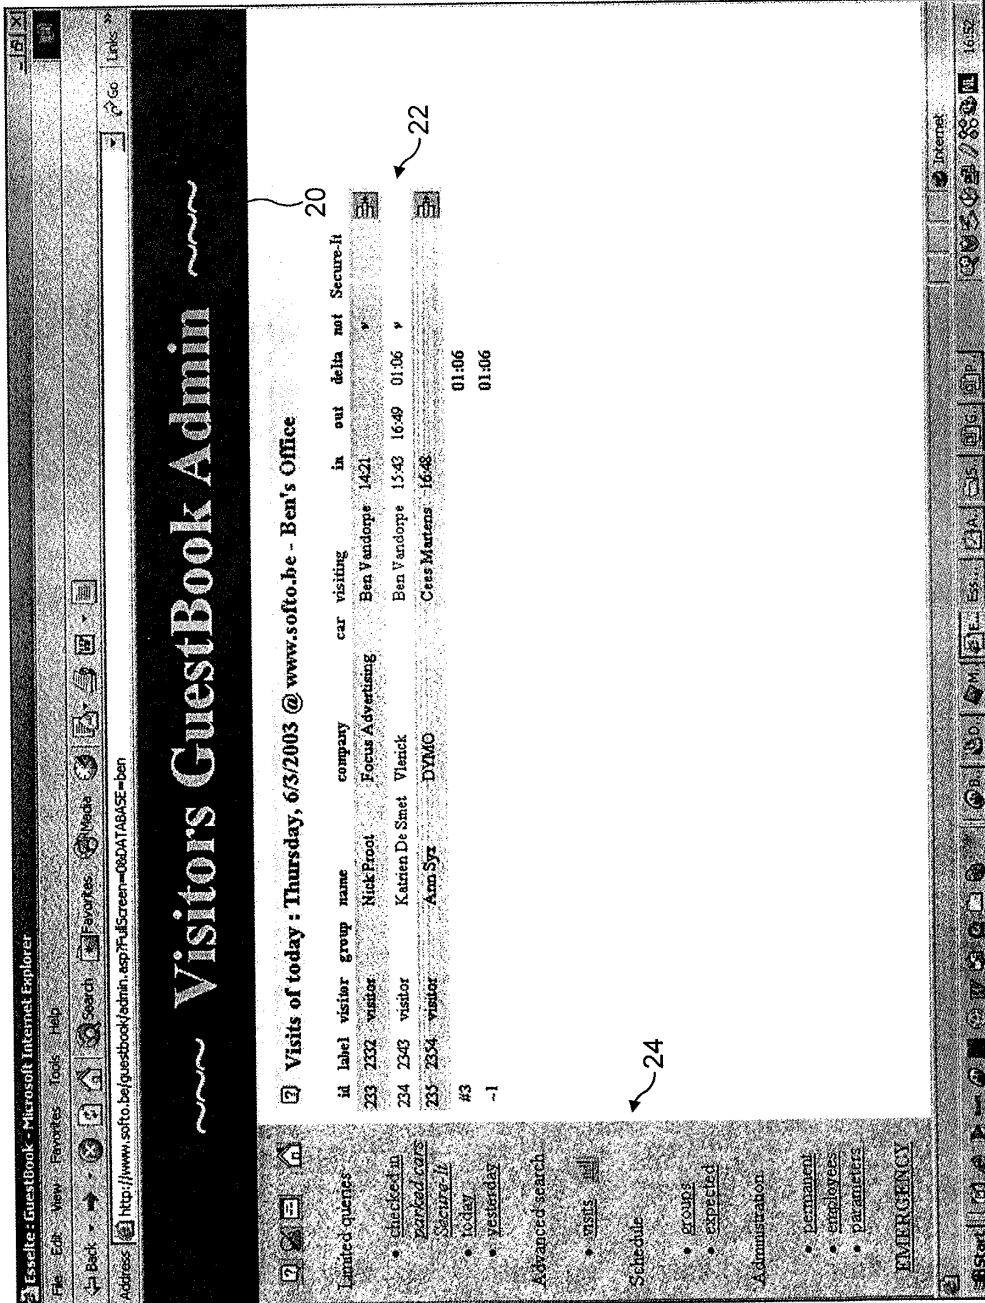 Esselte : GuestBook - Microsoft Internet Explorer
File Edit View Favorites Tools Help
Back Search Favorites Media
Address http://www.softo.be/guestbook/admin.asp?FullScreen=0&DATABASE=ben Go Links »
~~ Visitors GuestBook Admin ~~
20
Limited queries
• checked in
parked cars
Secure-It
• today
• yesterday
Advanced search
• visits
Schedule
• groups
• expected
Administration
• permanent
• employees
• parameters
EMERGENCY
24
Visits of today : Thursday, 6/3/2003 @ www.softo.be - Ben's Office
id label visitor group name company car visiting in out delta not Secure-It
233 2332 visitor Nick Proot Focus Advertising Ben Vandorpe 14:21 v
234 2343 visitor Katrien De Smet Vlerick Ben Vandorpe 15:43 16:49 01:06 v
235 2354 visitor Ann Syz DYMO Cees Martens 16:48
#3 01:06
~1 01:06
22
Internet
Start 16:52